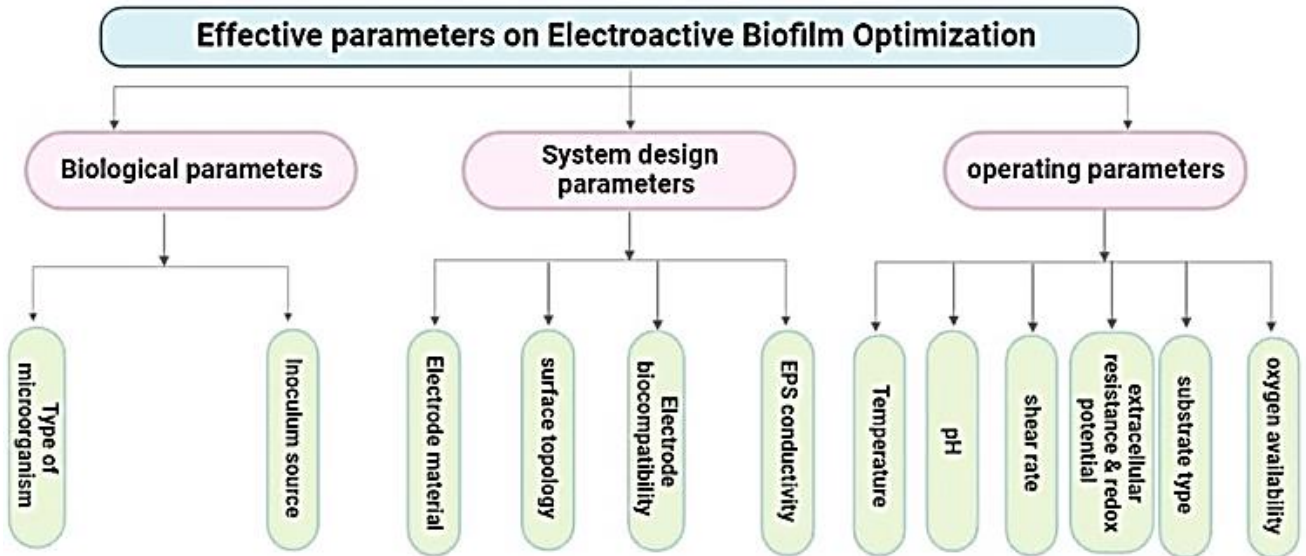 Effective parameters on Electroactive Biofilm Optimization
Biological parameters
System design
parameters
operating parameters
Type of
microorganism
Inoculum source
Electrode material
surface topology
Electrode
biocompatibility
EPS conductivity
Temperature
pH
shear rate
extracellular
resistance & redox
potential
substrate type
oxygen availability